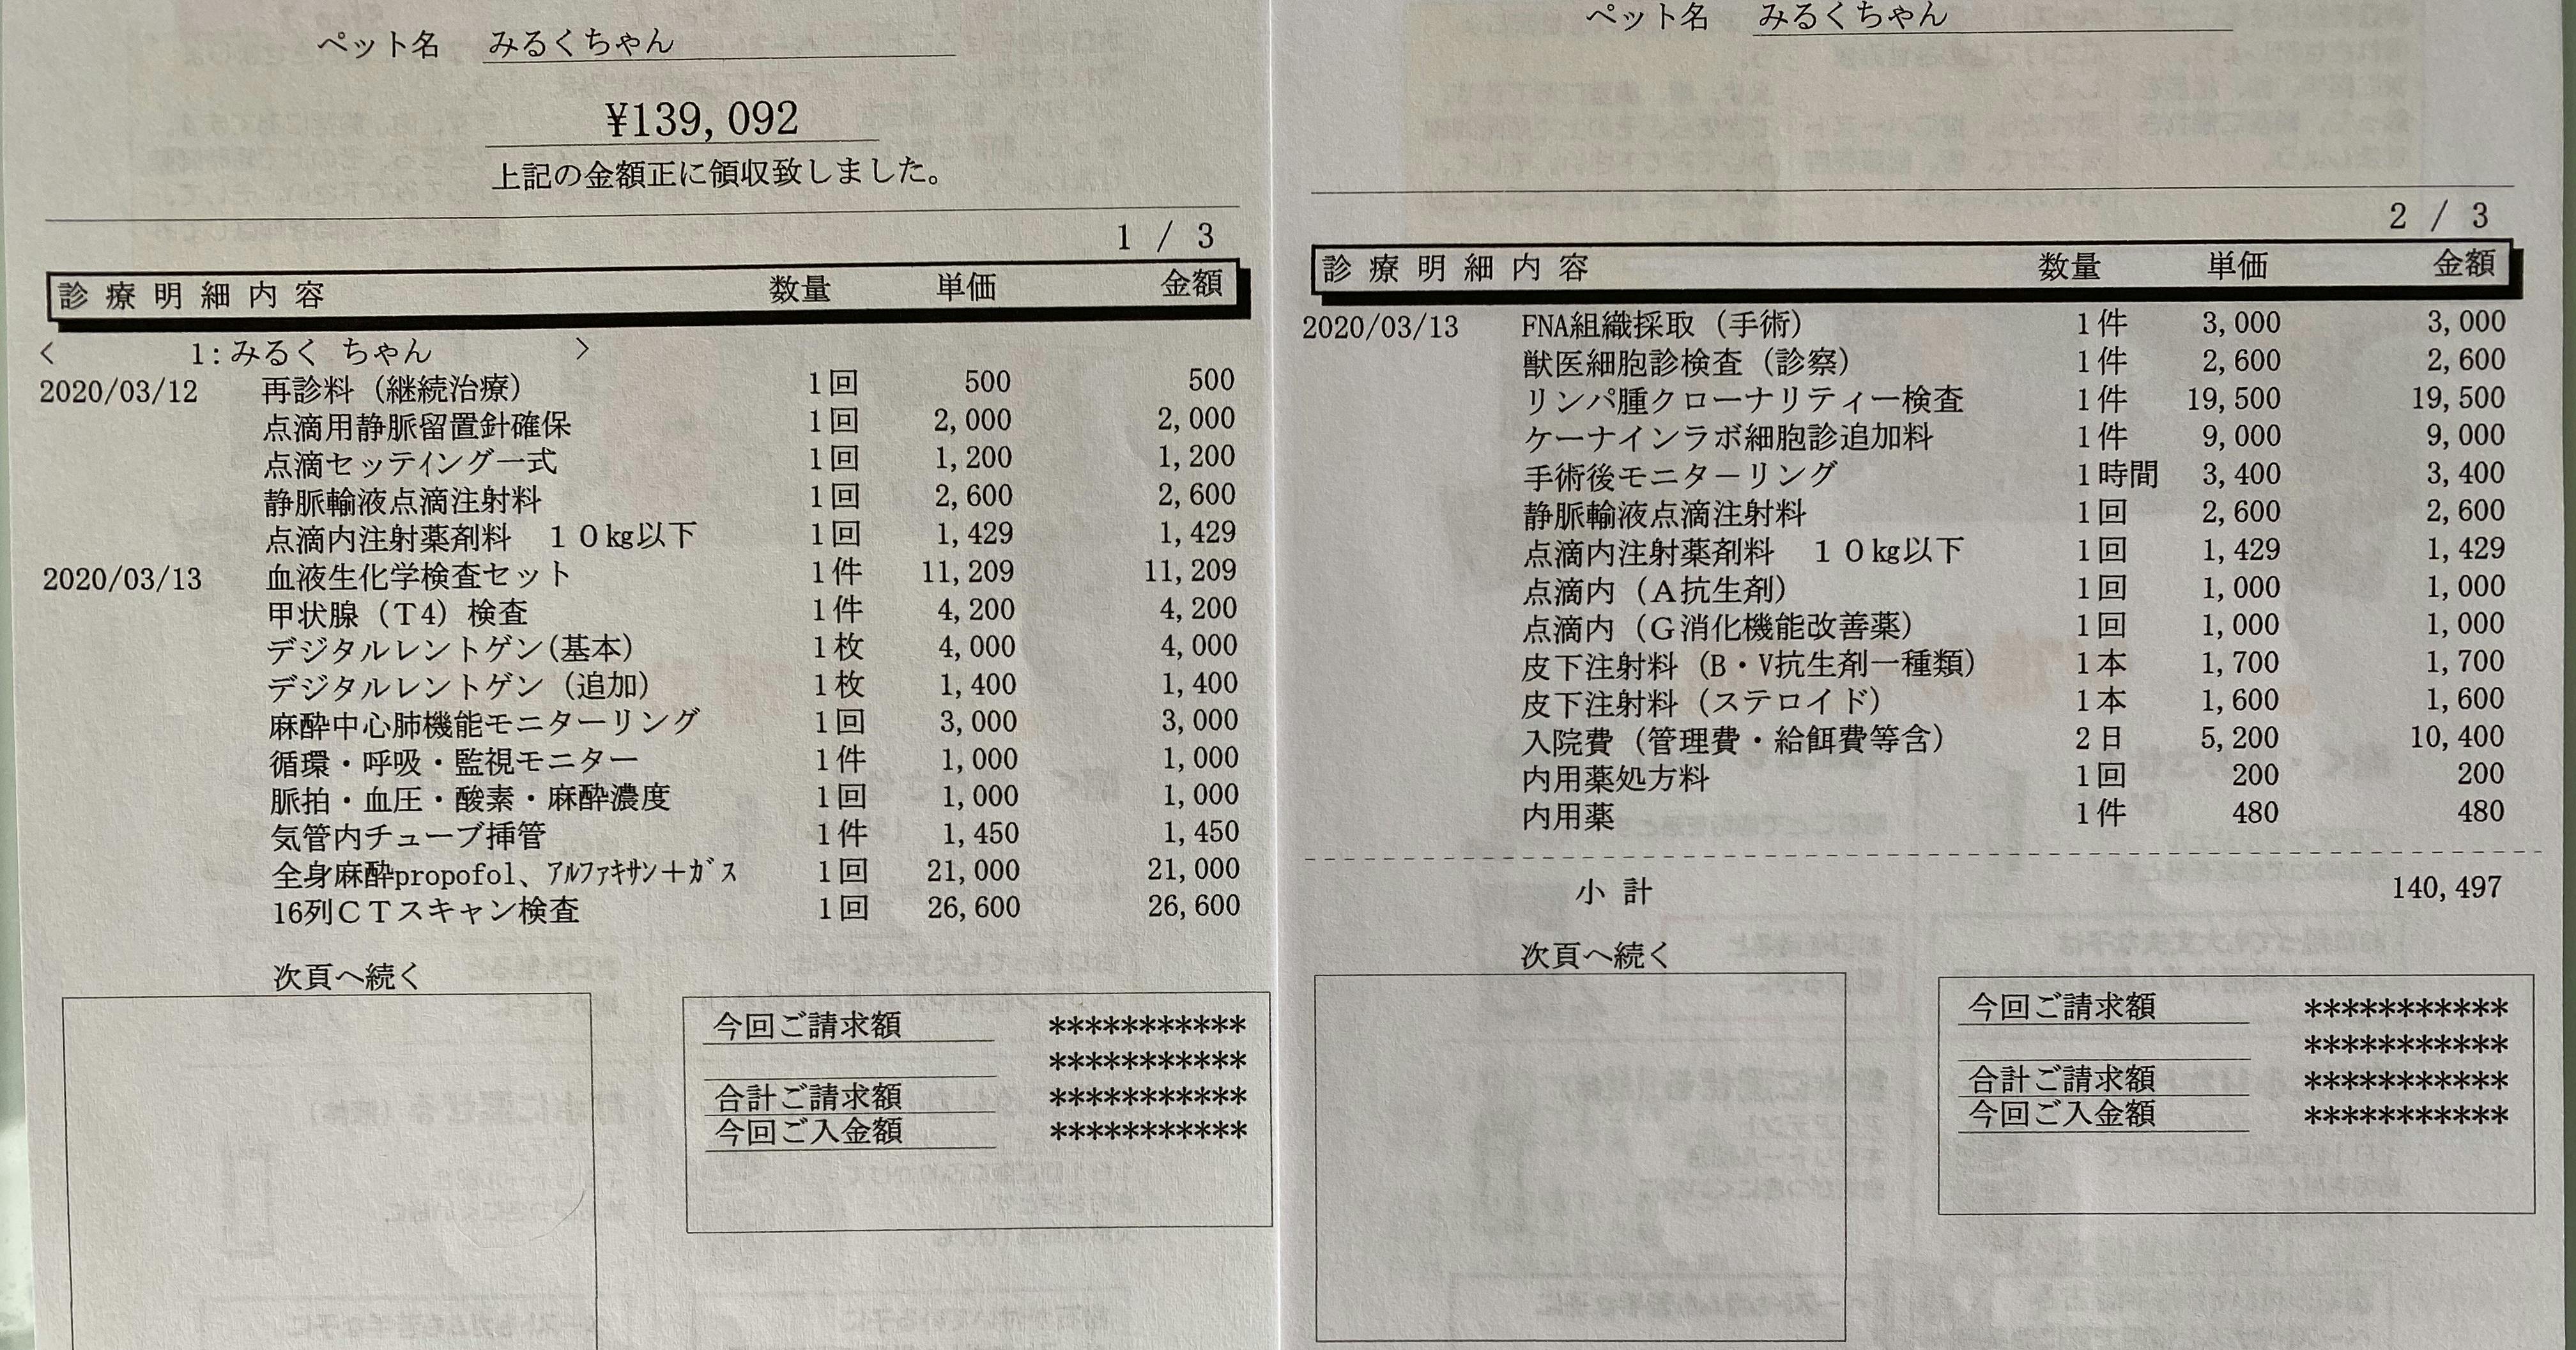 ペット名 みるくちゃん
¥139,092
上記の金額正に領収致しました。
1 / 3
診療明細内容 数量 単価 金額
< 1:みるく ちゃん >
2020/03/12 再診料（継続治療） 1回 500 500
点滴用静脈留置針確保 1回 2,000 2,000
点滴セッティング一式 1回 1,200 1,200
静脈輸液点滴注射料 1回 2,600 2,600
点滴内注射薬剤料 １０㎏以下 1回 1,429 1,429
2020/03/13 血液生化学検査セット 1件 11,209 11,209
甲状腺（T4）検査 1件 4,200 4,200
デジタルレントゲン(基本) 1枚 4,000 4,000
デジタルレントゲン（追加） 1枚 1,400 1,400
麻酔中心肺機能モニターリング 1回 3,000 3,000
循環・呼吸・監視モニター 1件 1,000 1,000
脈拍・血圧・酸素・麻酔濃度 1回 1,000 1,000
気管内チューブ挿管 1件 1,450 1,450
全身麻酔propofol、ｱﾙﾌｧｷｻﾝ＋ｶﾞｽ 1回 21,000 21,000
16列ＣＴスキャン検査 1回 26,600 26,600
次頁へ続く
今回ご請求額 ***********
***********
合計ご請求額 ***********
今回ご入金額 ***********
ペット名 みるくちゃん
2 / 3
診療明細内容 数量 単価 金額
2020/03/13 FNA組織採取（手術） 1件 3,000 3,000
獣医細胞診検査（診察） 1件 2,600 2,600
リンパ腫クローナリティー検査 1件 19,500 19,500
ケーナインラボ細胞診追加料 1件 9,000 9,000
手術後モニターリング 1時間 3,400 3,400
静脈輸液点滴注射料 1回 2,600 2,600
点滴内注射薬剤料 １０㎏以下 1回 1,429 1,429
点滴内（Ａ抗生剤） 1回 1,000 1,000
点滴内（Ｇ消化機能改善薬） 1回 1,000 1,000
皮下注射料（B・V抗生剤一種類） 1本 1,700 1,700
皮下注射料（ステロイド） 1本 1,600 1,600
入院費（管理費・給餌費等含） 2日 5,200 10,400
内用薬処方料 1回 200 200
内用薬 1件 480 480
小 計 140,497
次頁へ続く
今回ご請求額 ***********
***********
合計ご請求額 ***********
今回ご入金額 ***********